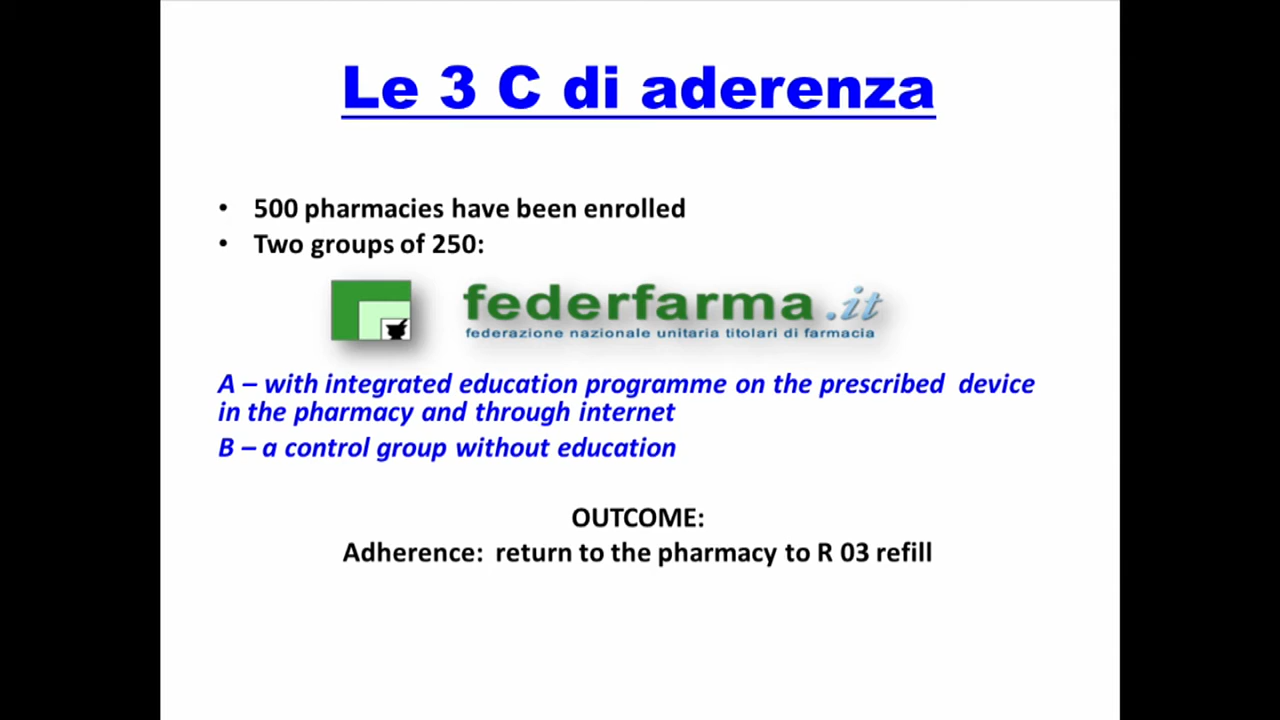 Le 3 C di aderenza
• 500 pharmacies have been enrolled
• Two groups of 250:
federfarma.it
federazione nazionale unitaria titolari di farmacia
A – with integrated education programme on the prescribed device
in the pharmacy and through internet
B – a control group without education
OUTCOME:
Adherence: return to the pharmacy to R 03 refill